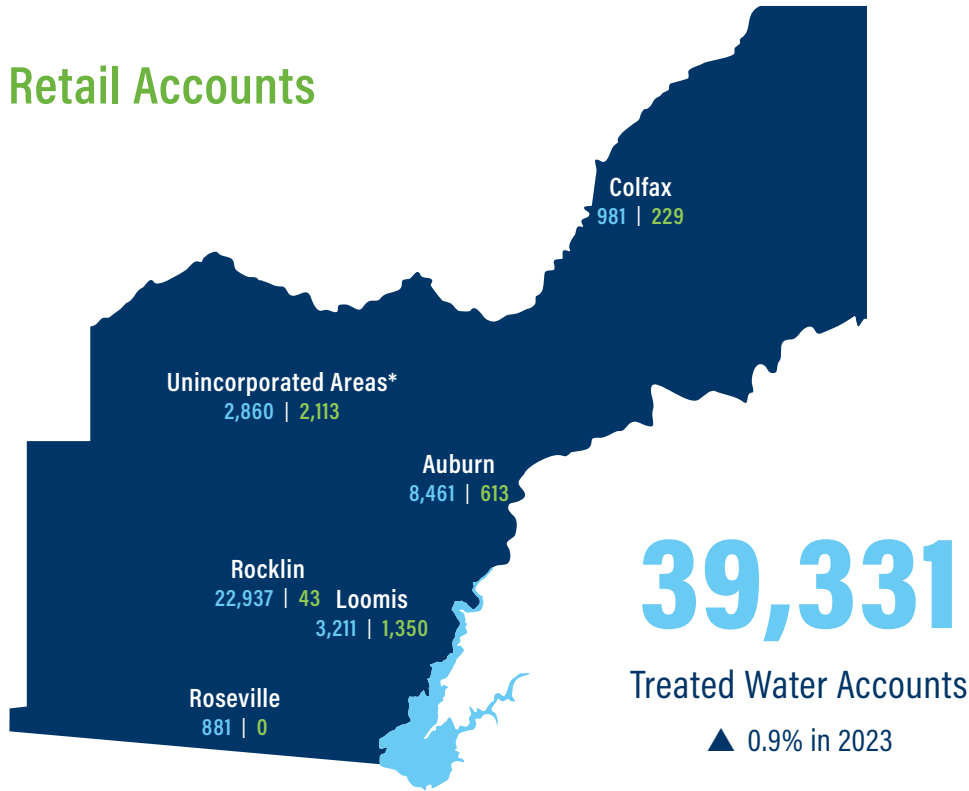 Retail Accounts
Colfax
981 | 229
Unincorporated Areas*
2,860 | 2,113
Auburn
8,461 | 613
Rocklin
22,937 | 43
Loomis
3,211 | 1,350
Roseville
881 | 0
39,331
Treated Water Accounts
▲ 0.9% in 2023